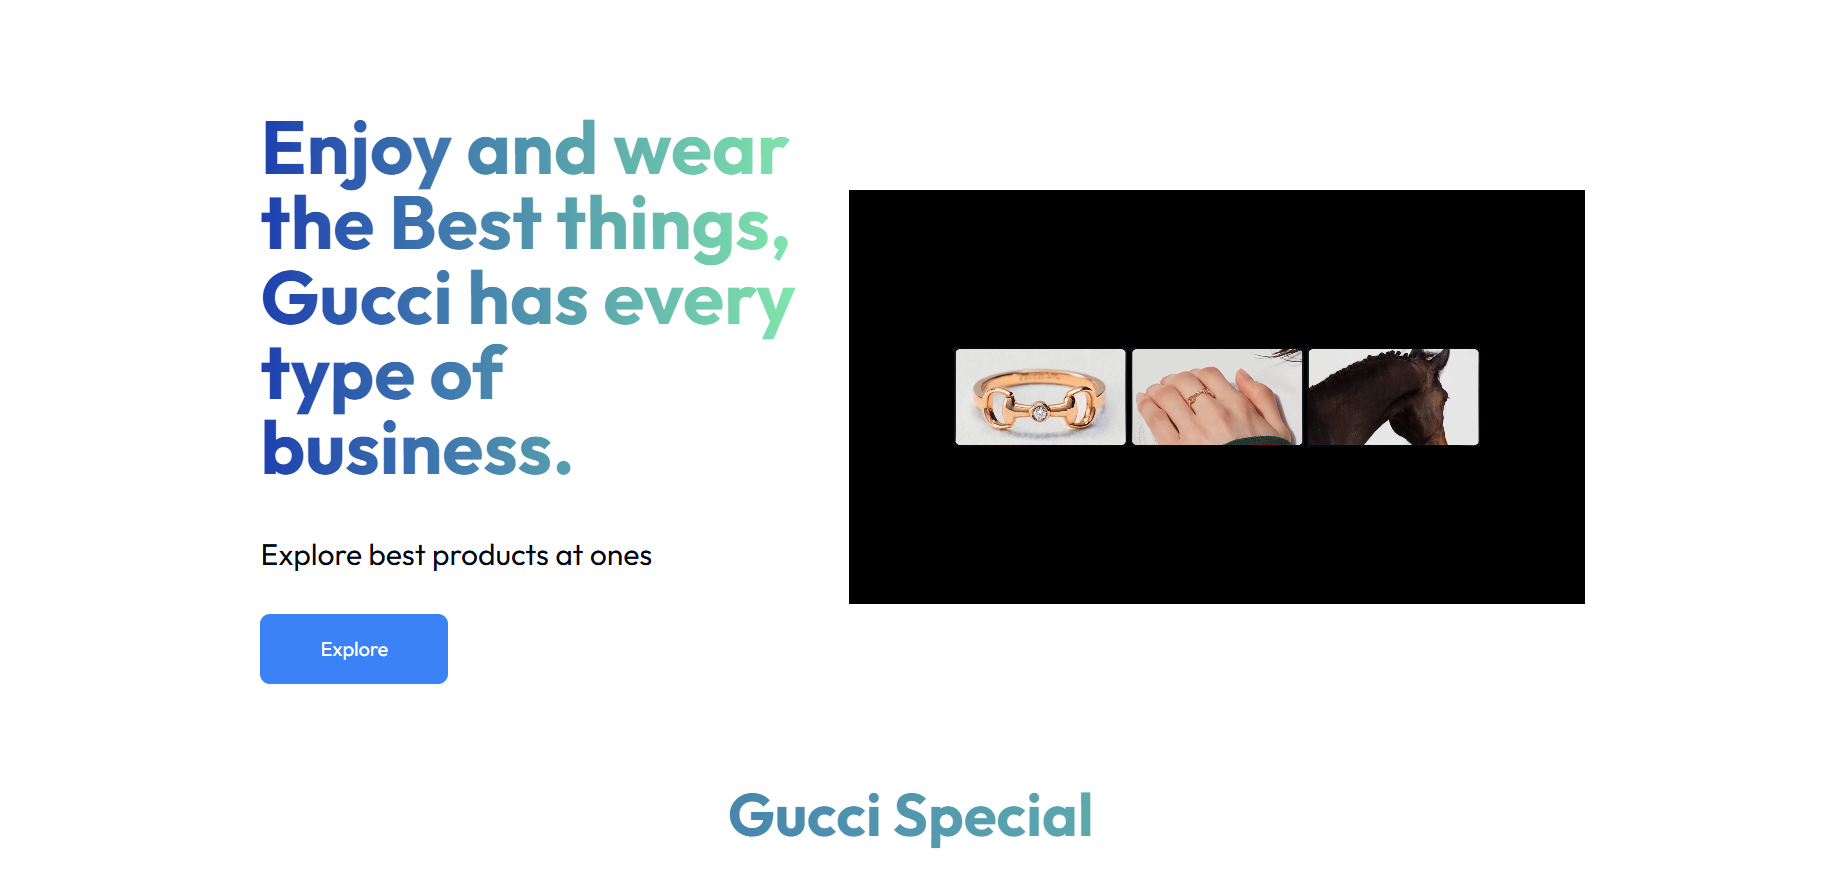 Enjoy and wear
the Best things,
Gucci has every
type of
business.
Explore best products at ones
Explore
Gucci Special